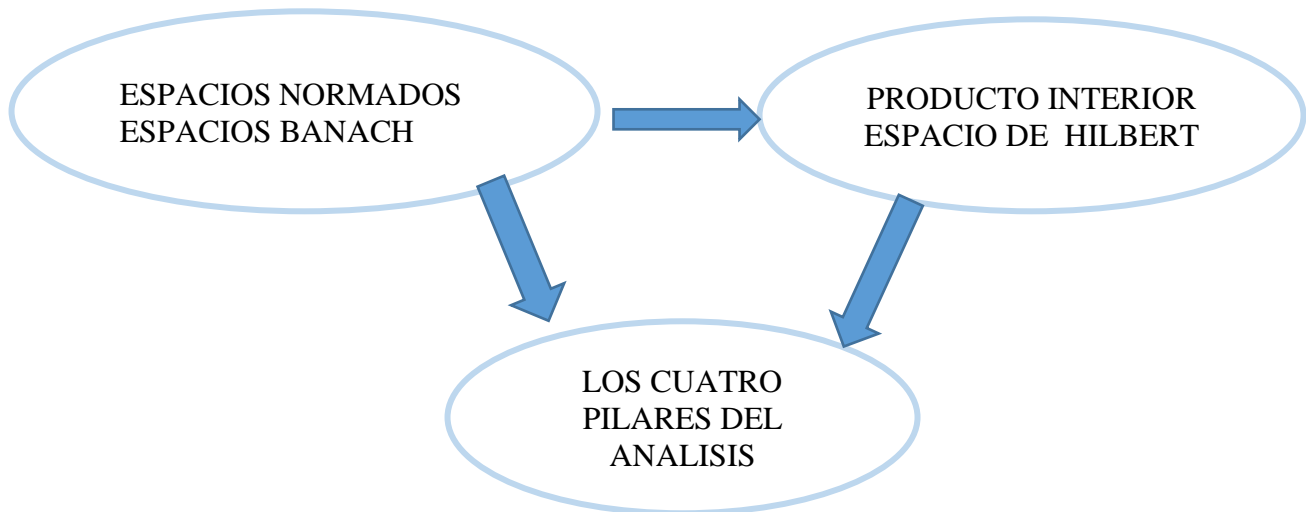 ESPACIOS NORMADOS
ESPACIOS BANACH
PRODUCTO INTERIOR
ESPACIO DE HILBERT
LOS CUATRO
PILARES DEL
ANALISIS